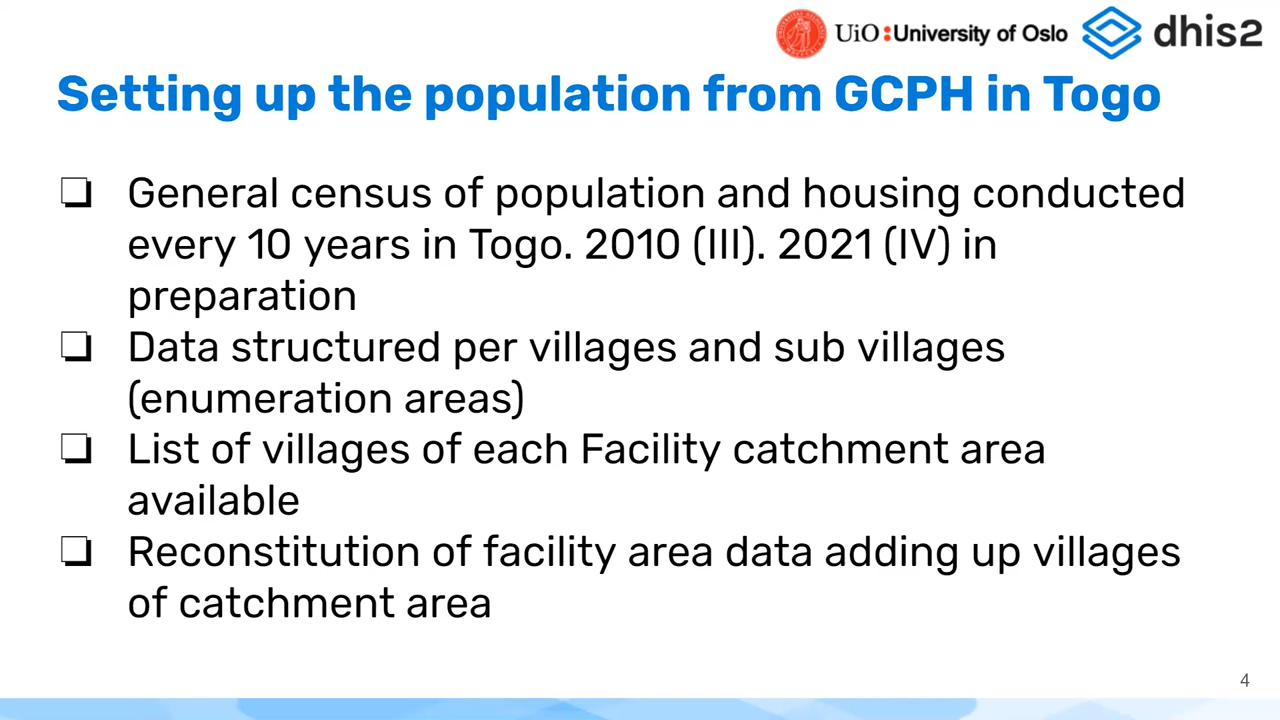 UiO:University of Oslo dhis2
Setting up the population from GCPH in Togo
❏ General census of population and housing conducted
every 10 years in Togo. 2010 (III). 2021 (IV) in
preparation
❏ Data structured per villages and sub villages
(enumeration areas)
❏ List of villages of each Facility catchment area
available
❏ Reconstitution of facility area data adding up villages
of catchment area
4